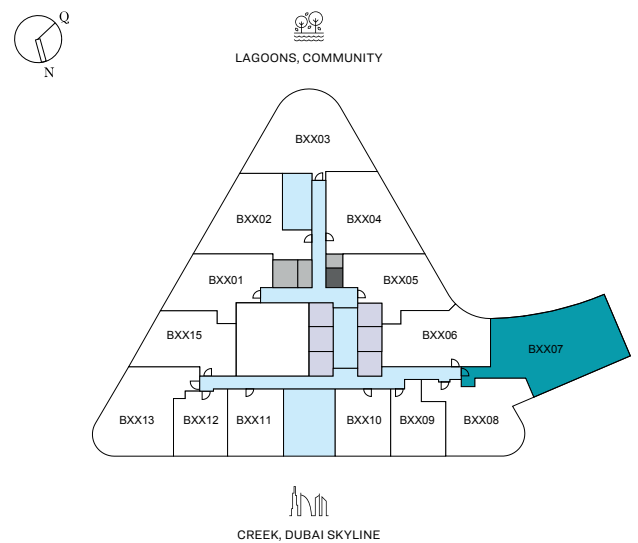 Q
N
LAGOONS, COMMUNITY
BXX03
BXX02
BXX04
BXX01
BXX05
BXX15
BXX06
BXX07
BXX13
BXX12
BXX11
BXX10
BXX09
BXX08
CREEK, DUBAI SKYLINE